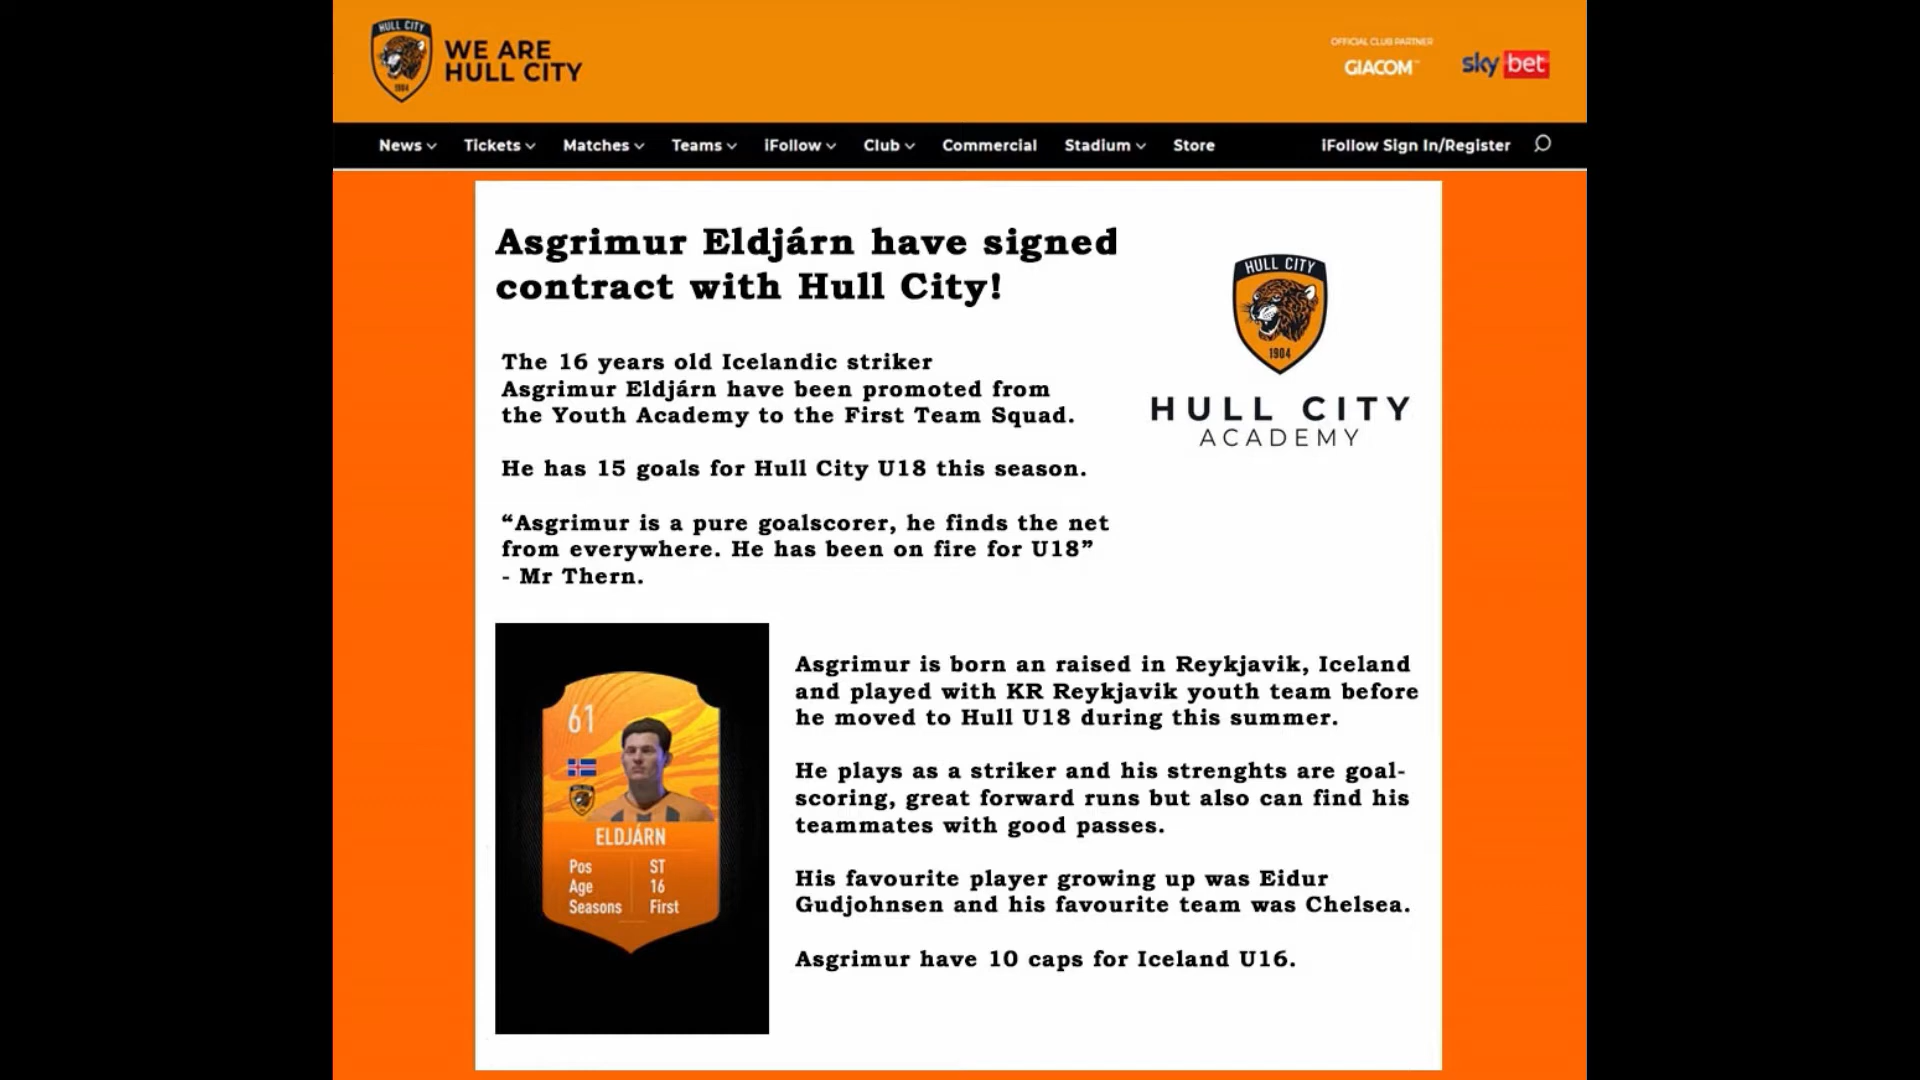 HULL CITY
1904
WE ARE
HULL CITY
OFFICIAL CLUB PARTNER
GIACOM™
sky bet
News
Tickets
Matches
Teams
iFollow
Club
Commercial
Stadium
Store
iFollow Sign In/Register
Asgrimur Eldjárn have signed
contract with Hull City!
HULL CITY
1904
HULL CITY
ACADEMY
The 16 years old Icelandic striker
Asgrimur Eldjárn have been promoted from
the Youth Academy to the First Team Squad.
He has 15 goals for Hull City U18 this season.
“Asgrimur is a pure goalscorer, he finds the net
from everywhere. He has been on fire for U18”
- Mr Thern.
61
ELDJÁRN
Pos ST
Age 16
Seasons First
Asgrimur is born an raised in Reykjavik, Iceland
and played with KR Reykjavik youth team before
he moved to Hull U18 during this summer.
He plays as a striker and his strenghts are goal-
scoring, great forward runs but also can find his
teammates with good passes.
His favourite player growing up was Eidur
Gudjohnsen and his favourite team was Chelsea.
Asgrimur have 10 caps for Iceland U16.